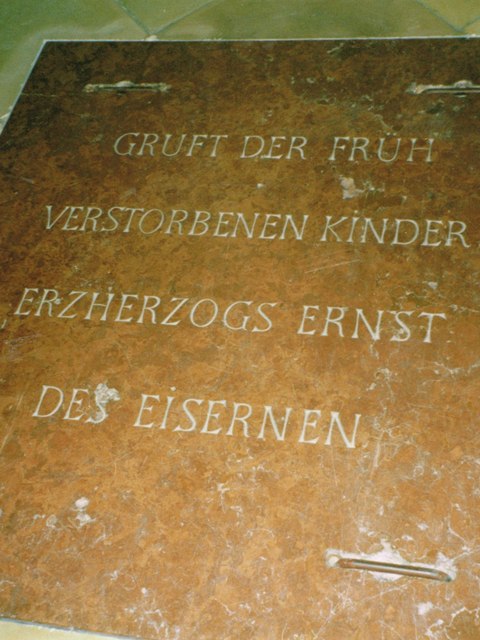 GRUFT DER FRÜH
VERSTORBENEN KINDER
ERZHERZOGS ERNST
DES EISERNEN